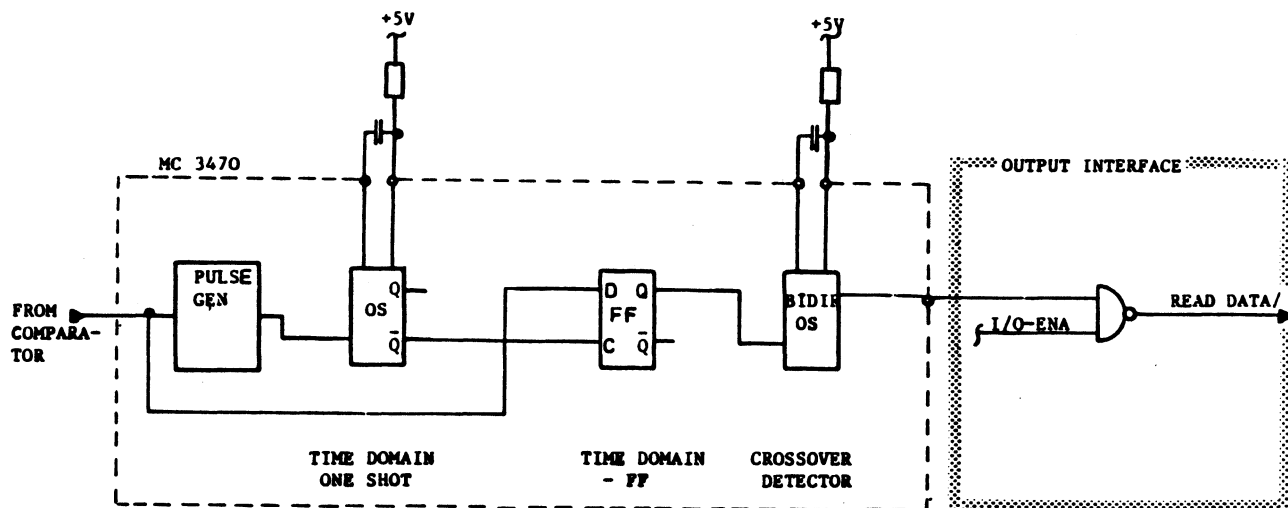 +5V
+5V
MC 3470
OUTPUT INTERFACE
PULSE
GEN
Q
OS
Q̅
D Q
FF
C Q̅
BIDIR
OS
FROM
COMPARA-
TOR
I/O-ENA
READ DATA/
TIME DOMAIN
ONE SHOT
TIME DOMAIN
- FF
CROSSOVER
DETECTOR